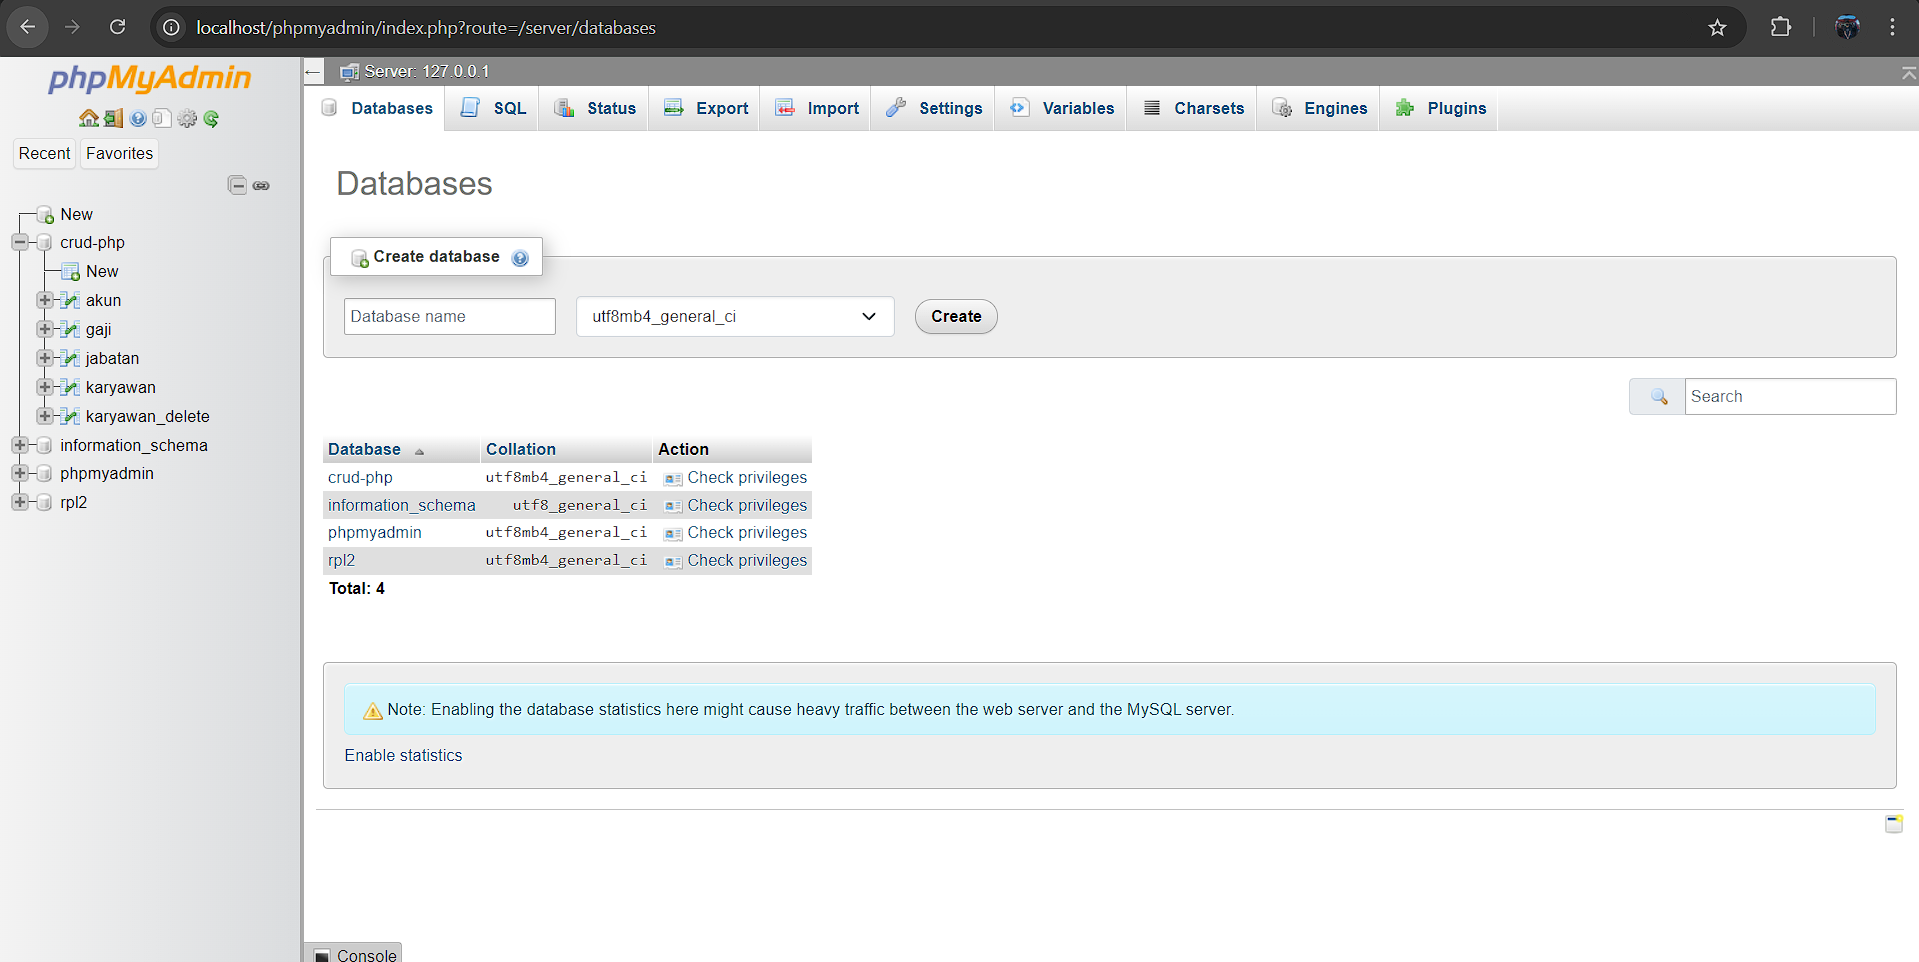 localhost/phpmyadmin/index.php?route=/server/databases
phpMyAdmin
Recent Favorites
New
crud-php
New
akun
gaji
jabatan
karyawan
karyawan_delete
information_schema
phpmyadmin
rpl2
Server: 127.0.0.1
Databases SQL Status Export Import Settings Variables Charsets Engines Plugins
Databases
Create database
Database name utf8mb4_general_ci Create
Search
Database Collation Action
crud-php utf8mb4_general_ci Check privileges
information_schema utf8_general_ci Check privileges
phpmyadmin utf8mb4_general_ci Check privileges
rpl2 utf8mb4_general_ci Check privileges
Total: 4
Note: Enabling the database statistics here might cause heavy traffic between the web server and the MySQL server.
Enable statistics
Console